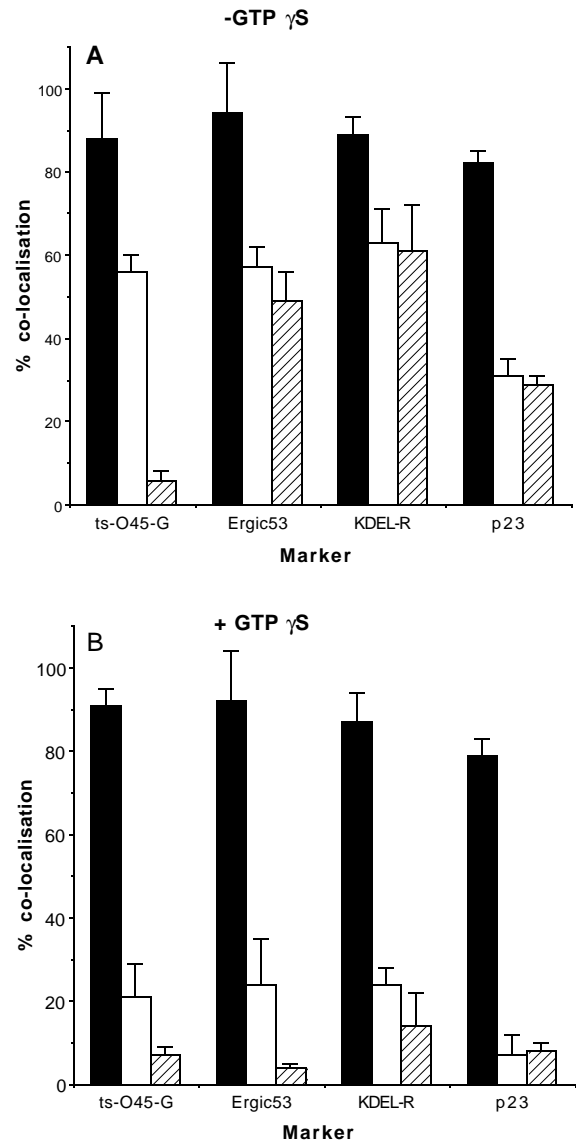 -GTP γS
A
100
80
60
40
20
0
% co-localisation
ts-O45-G Ergic53 KDEL-R p23
Marker
+ GTP γS
B
100
80
60
40
20
0
% co-localisation
ts-O45-G Ergic53 KDEL-R p23
Marker